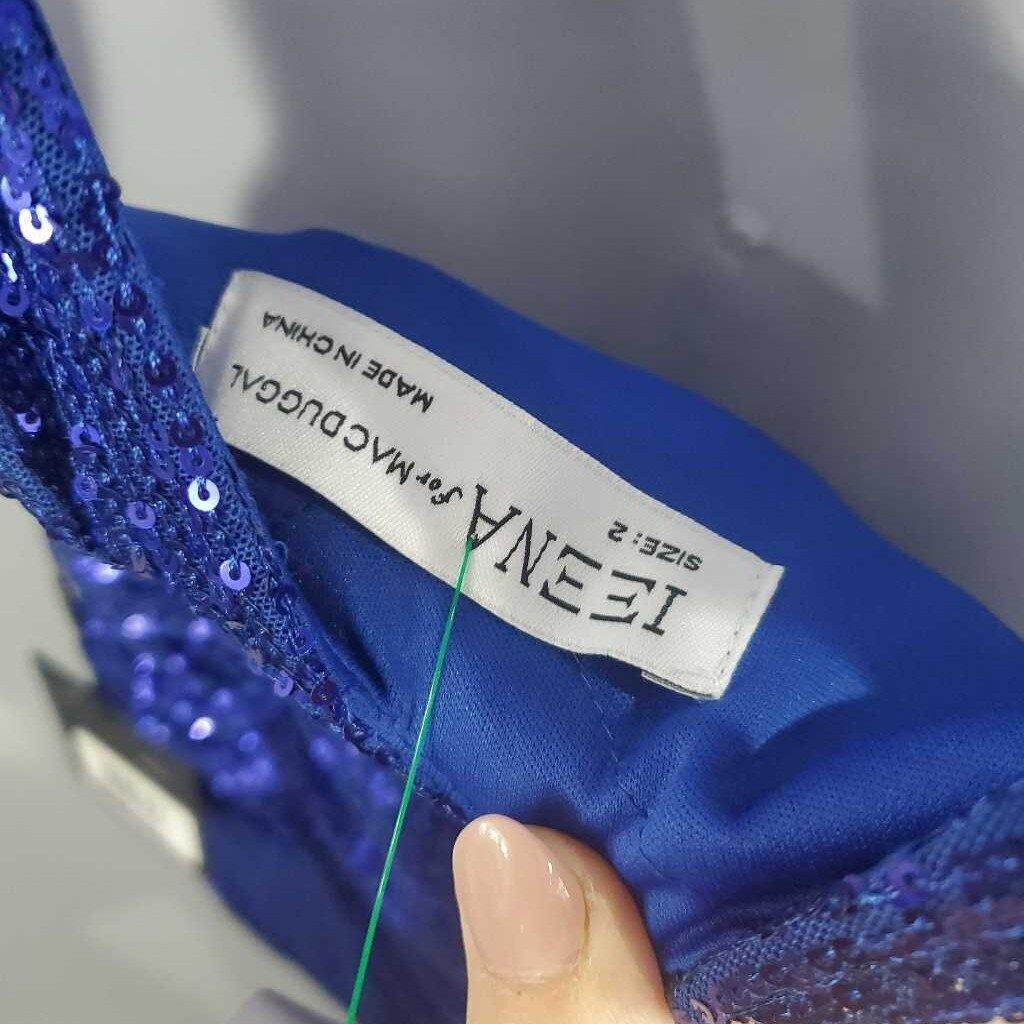 IEENA for MAC DUGGAL
SIZE: 2
MADE IN CHINA